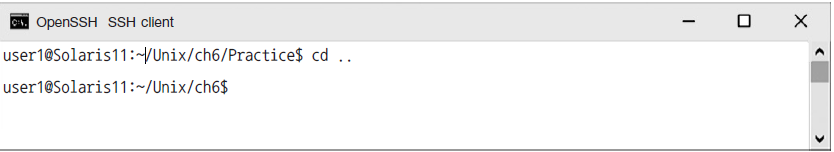 OpenSSH SSH client
user1@Solaris11:~/Unix/ch6/Practice$ cd ..
user1@Solaris11:~/Unix/ch6$